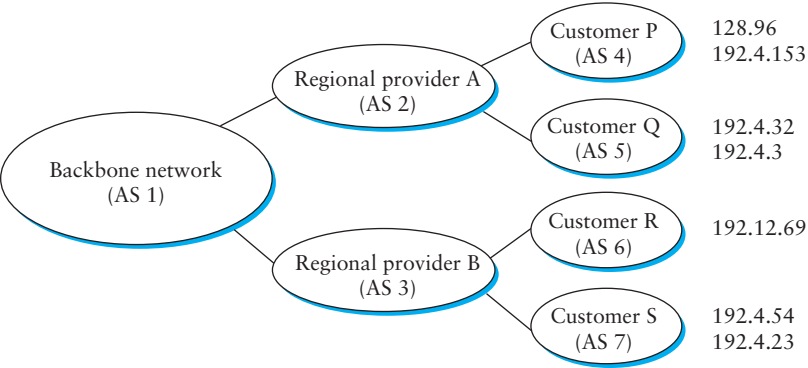 Backbone network
(AS 1)
Regional provider A
(AS 2)
Regional provider B
(AS 3)
Customer P
(AS 4)
128.96
192.4.153
Customer Q
(AS 5)
192.4.32
192.4.3
Customer R
(AS 6)
192.12.69
Customer S
(AS 7)
192.4.54
192.4.23